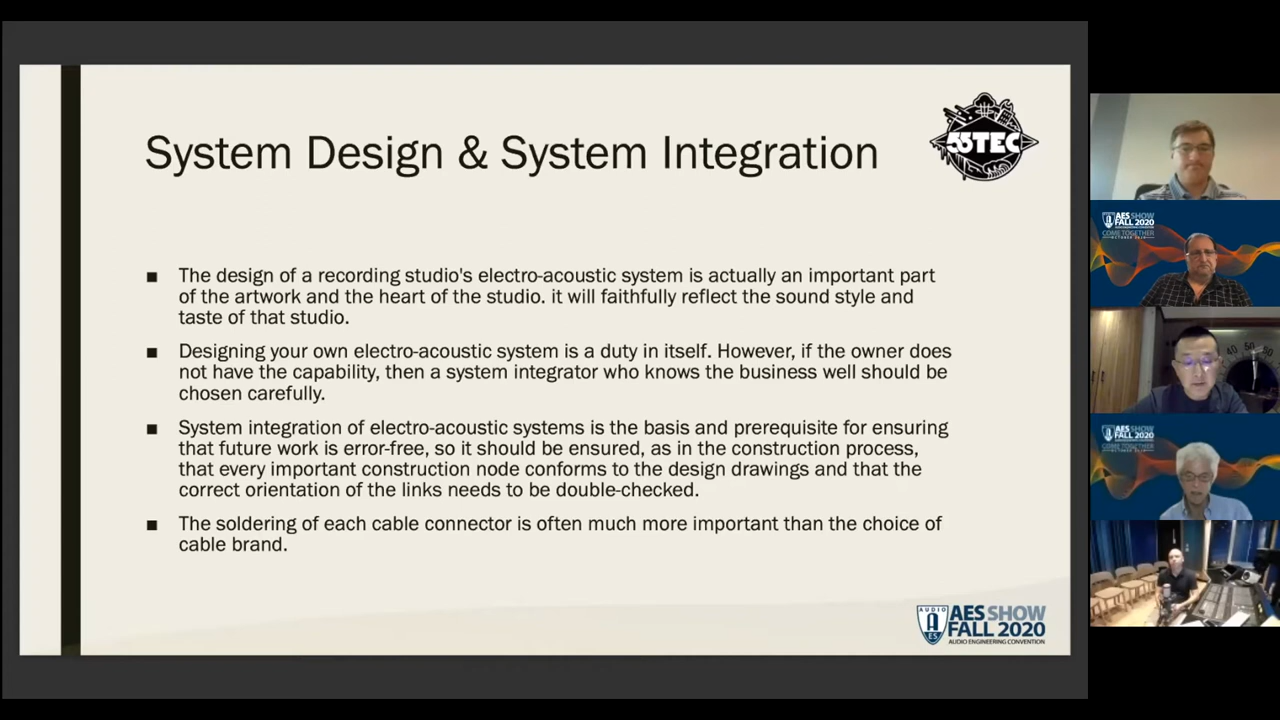 System Design & System Integration
55TEC
■ The design of a recording studio's electro-acoustic system is actually an important part
of the artwork and the heart of the studio. it will faithfully reflect the sound style and
taste of that studio.
■ Designing your own electro-acoustic system is a duty in itself. However, if the owner does
not have the capability, then a system integrator who knows the business well should be
chosen carefully.
■ System integration of electro-acoustic systems is the basis and prerequisite for ensuring
that future work is error-free, so it should be ensured, as in the construction process,
that every important construction node conforms to the design drawings and that the
correct orientation of the links needs to be double-checked.
■ The soldering of each cable connector is often much more important than the choice of
cable brand.
AUDIO
AES
AES SHOW
FALL 2020
AUDIO ENGINEERING CONVENTION
AES SHOW
FALL 2020
COME TOGETHER
40 50 60
AES SHOW
FALL 2020
COME TOGETHER